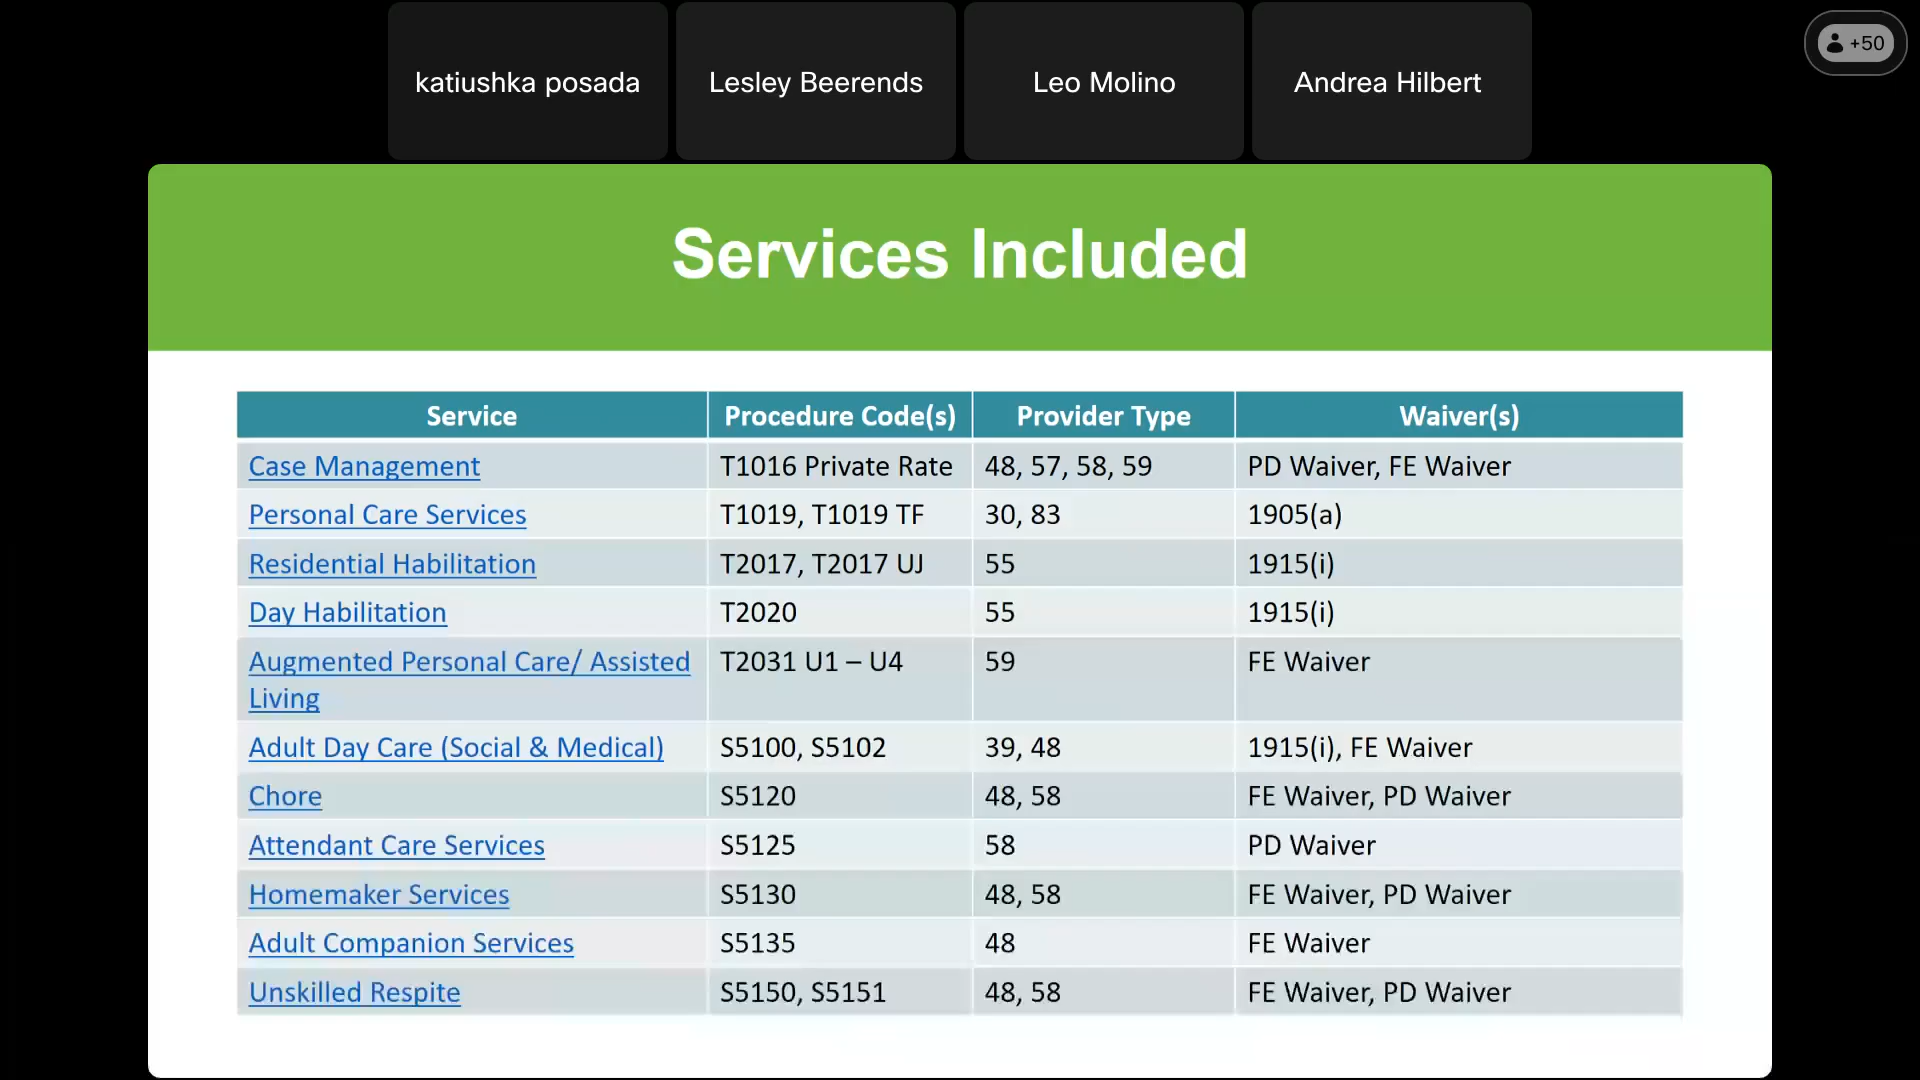 katiushka posada
Lesley Beerends
Leo Molino
Andrea Hilbert
+50
Services Included
Service Procedure Code(s) Provider Type Waiver(s)
Case Management T1016 Private Rate 48, 57, 58, 59 PD Waiver, FE Waiver
Personal Care Services T1019, T1019 TF 30, 83 1905(a)
Residential Habilitation T2017, T2017 UJ 55 1915(i)
Day Habilitation T2020 55 1915(i)
Augmented Personal Care/ Assisted T2031 U1 – U4 59 FE Waiver
Living
Adult Day Care (Social & Medical) S5100, S5102 39, 48 1915(i), FE Waiver
Chore S5120 48, 58 FE Waiver, PD Waiver
Attendant Care Services S5125 58 PD Waiver
Homemaker Services S5130 48, 58 FE Waiver, PD Waiver
Adult Companion Services S5135 48 FE Waiver
Unskilled Respite S5150, S5151 48, 58 FE Waiver, PD Waiver